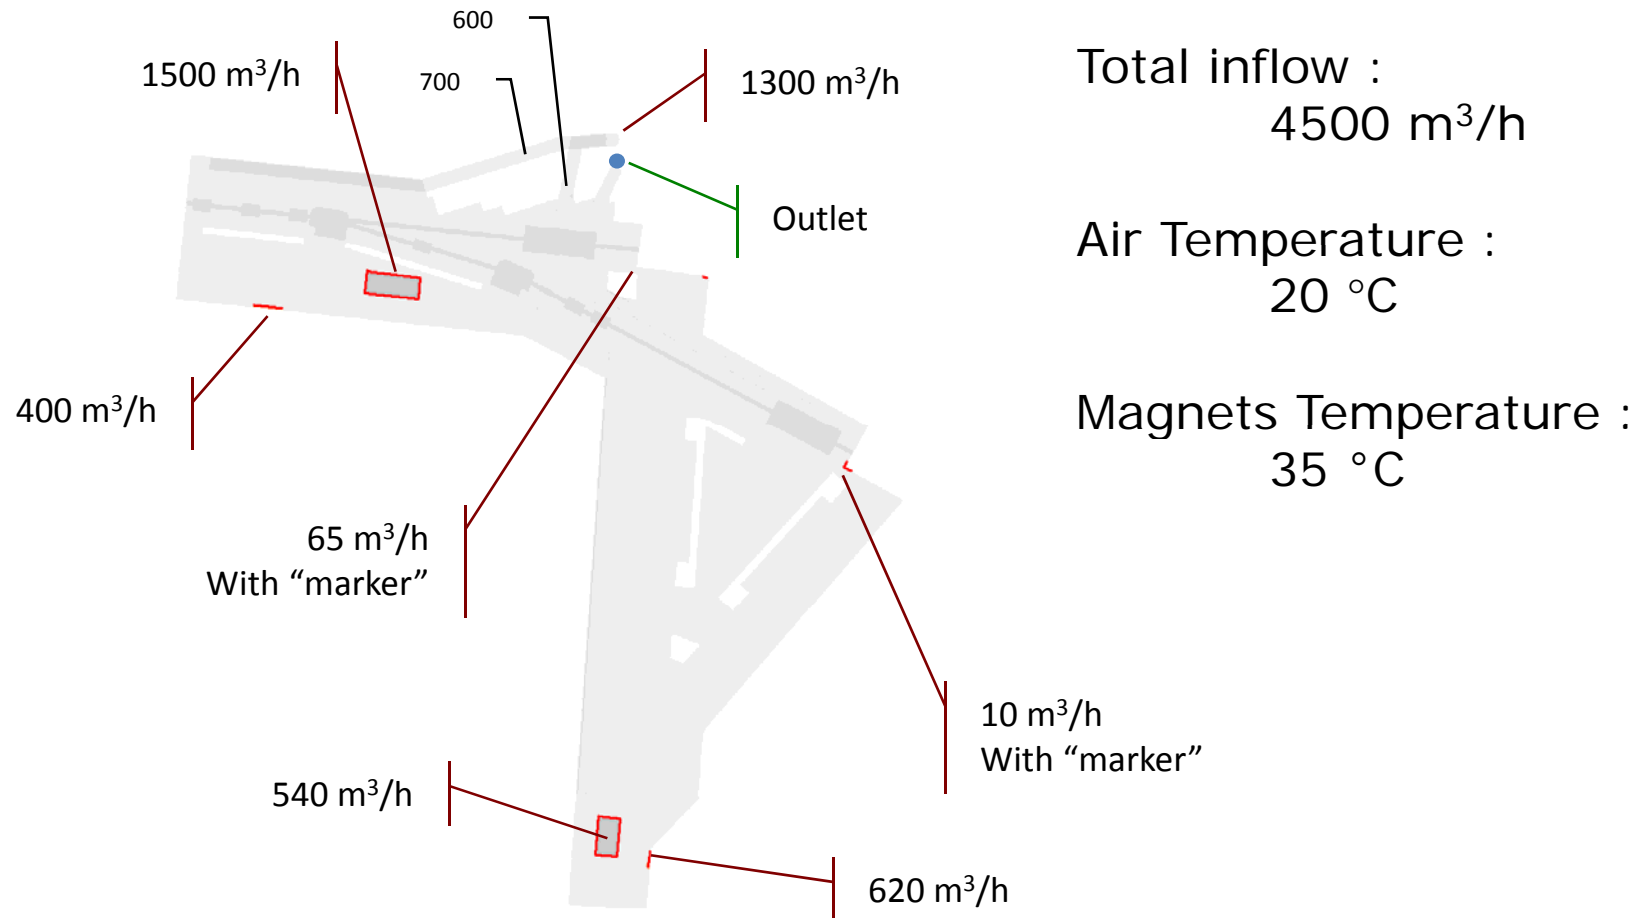 600
1500 m³/h
700
1300 m³/h
Total inflow :
4500 m³/h
Outlet
Air Temperature :
20 °C
400 m³/h
Magnets Temperature :
35 °C
65 m³/h
With “marker”
10 m³/h
With “marker”
540 m³/h
620 m³/h